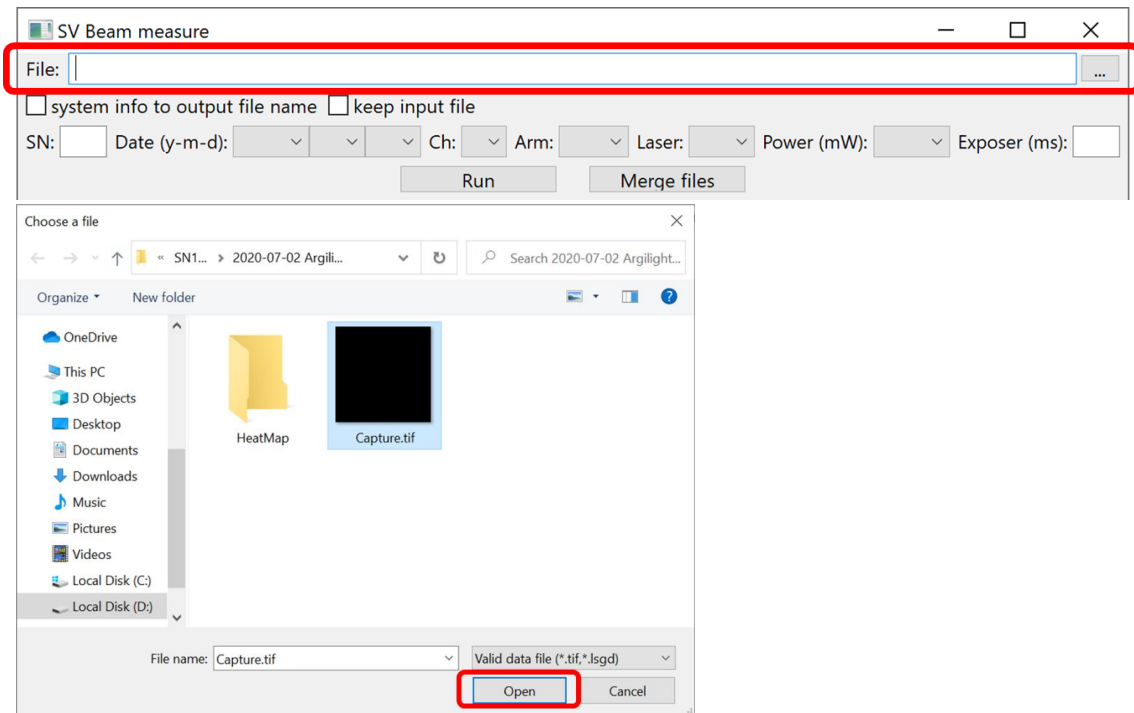 SV Beam measure
File: ...
system info to output file name keep input file
SN: Date (y-m-d): Ch: Arm: Laser: Power (mW): Exposer (ms):
Run Merge files
Choose a file
« SN1... > 2020-07-02 Argili... Search 2020-07-02 Argilight...
Organize New folder
OneDrive
This PC
3D Objects
Desktop
Documents
Downloads
Music
Pictures
Videos
Local Disk (C:)
Local Disk (D:)
HeatMap Capture.tif
File name: Capture.tif Valid data file (*.tif,*.lsgd)
Open Cancel